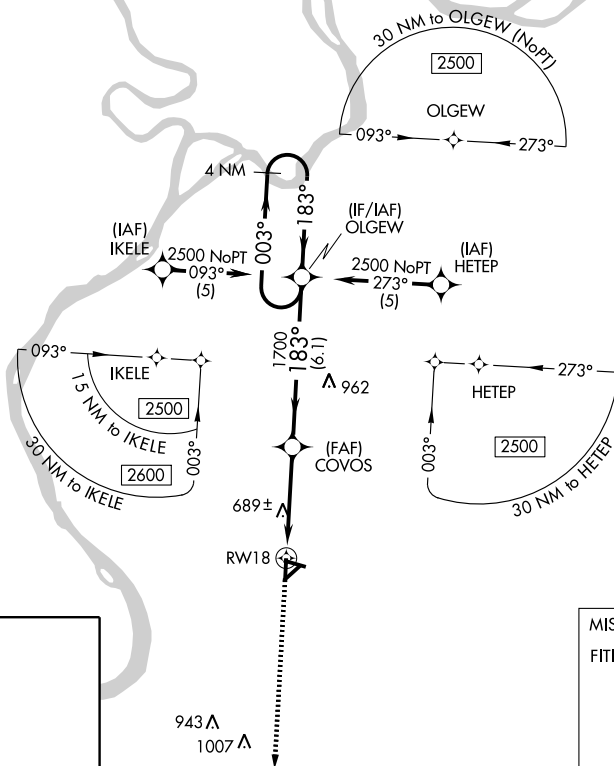 30 NM to OLGEW (NoPT)
2500
OLGEW
093°
273°
4 NM
183°
003°
(IF/IAF)
OLGEW
(IAF)
IKELE
2500 NoPT
093°
(5)
(IAF)
HETEP
2500 NoPT
273°
(5)
1700
183°
(6.1)
962
093°
IKELE
2500
15 NM to IKELE
2600
30 NM to IKELE
003°
273°
HETEP
2500
003°
30 NM to HETEP
(FAF)
COVOS
689±
RW18
943
1007
MIS